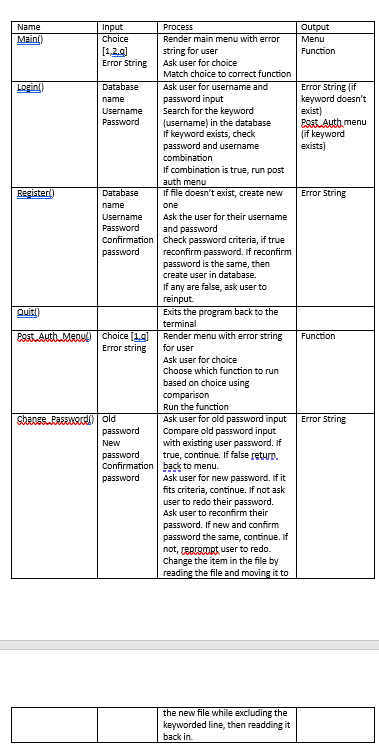 Name Input Process Output
Main() Choice Render main menu with error Menu
[1,2,q] string for user Function
Error String Ask user for choice
Match choice to correct function
Login() Database Ask user for username and Error String (if
name password input keyword doesn't
Username Search for the keyword exist)
Password (username) in the database Post_Auth menu
If keyword exists, check (if keyword
password and username exists)
combination
If combination is true, run post
auth menu
Register() Database If file doesn't exist, create new Error String
name one
Username Ask the user for their username
Password and password
Confirmation Check password criteria, if true
password reconfirm password. If reconfirm
password is the same, then
create user in database.
If any are false, ask user to
reinput.
Quit() Exits the program back to the
terminal
Post_Auth_Menu() Choice [1,q] Render menu with error string Function
Error string for user
Ask user for choice
Choose which function to run
based on choice using
comparison
Run the function
Change_Password() Old Ask user for old password input Error String
password Compare old password input
New with existing user password. If
password true, continue. If false return
Confirmation back to menu.
password Ask user for new password. If it
fits criteria, continue. If not ask
user to redo their password.
Ask user to reconfirm their
password. If new and confirm
password the same, continue. If
not, reprompt user to redo.
Change the item in the file by
reading the file and moving it to
the new file while excluding the
keyworded line, then readding it
back in.